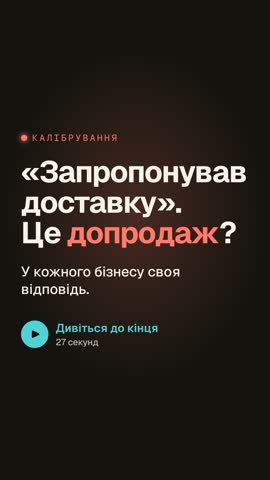 КАЛІБРУВАННЯ
«Запропонував
доставку».
Це допродаж?
У кожного бізнесу своя
відповідь.
Дивіться до кінця
27 секунд